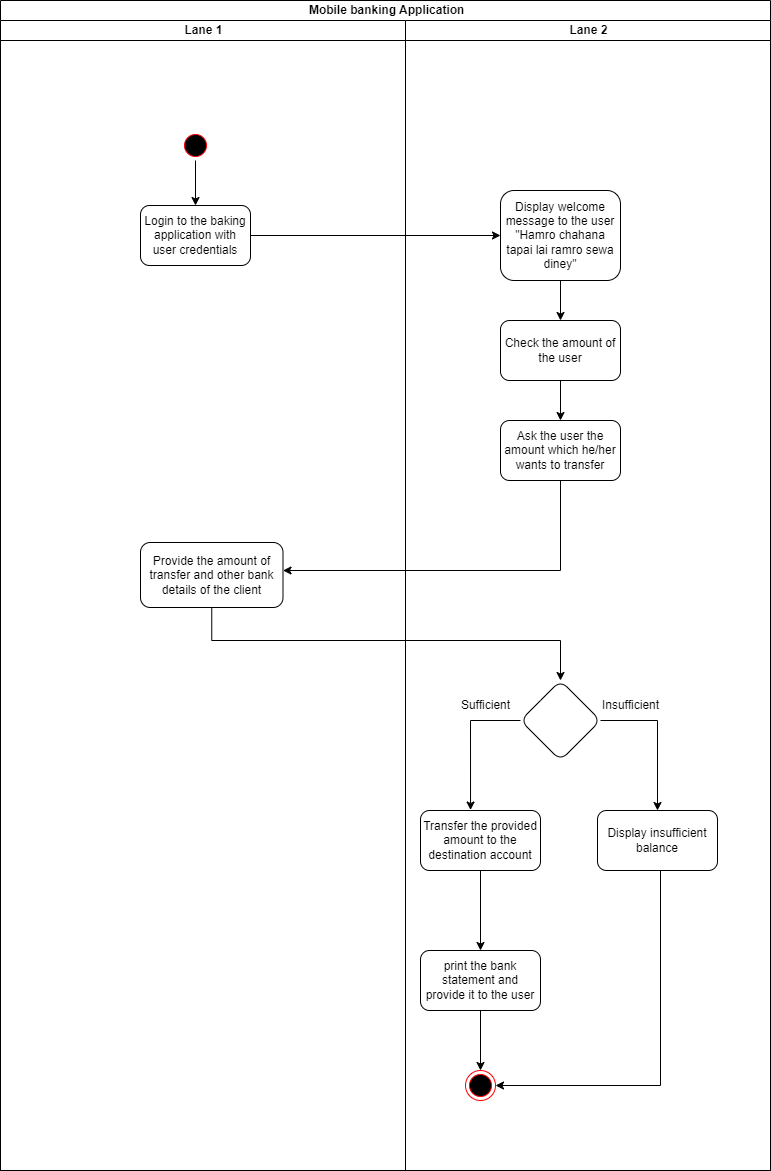 Mobile banking Application
Lane 1
Lane 2
Login to the baking
application with
user credentials
Display welcome
message to the user
"Hamro chahana
tapai lai ramro sewa
diney"
Check the amount of
the user
Ask the user the
amount which he/her
wants to transfer
Provide the amount of
transfer and other bank
details of the client
Sufficient
Insufficient
Transfer the provided
amount to the
destination account
Display insufficient
balance
print the bank
statement and
provide it to the user